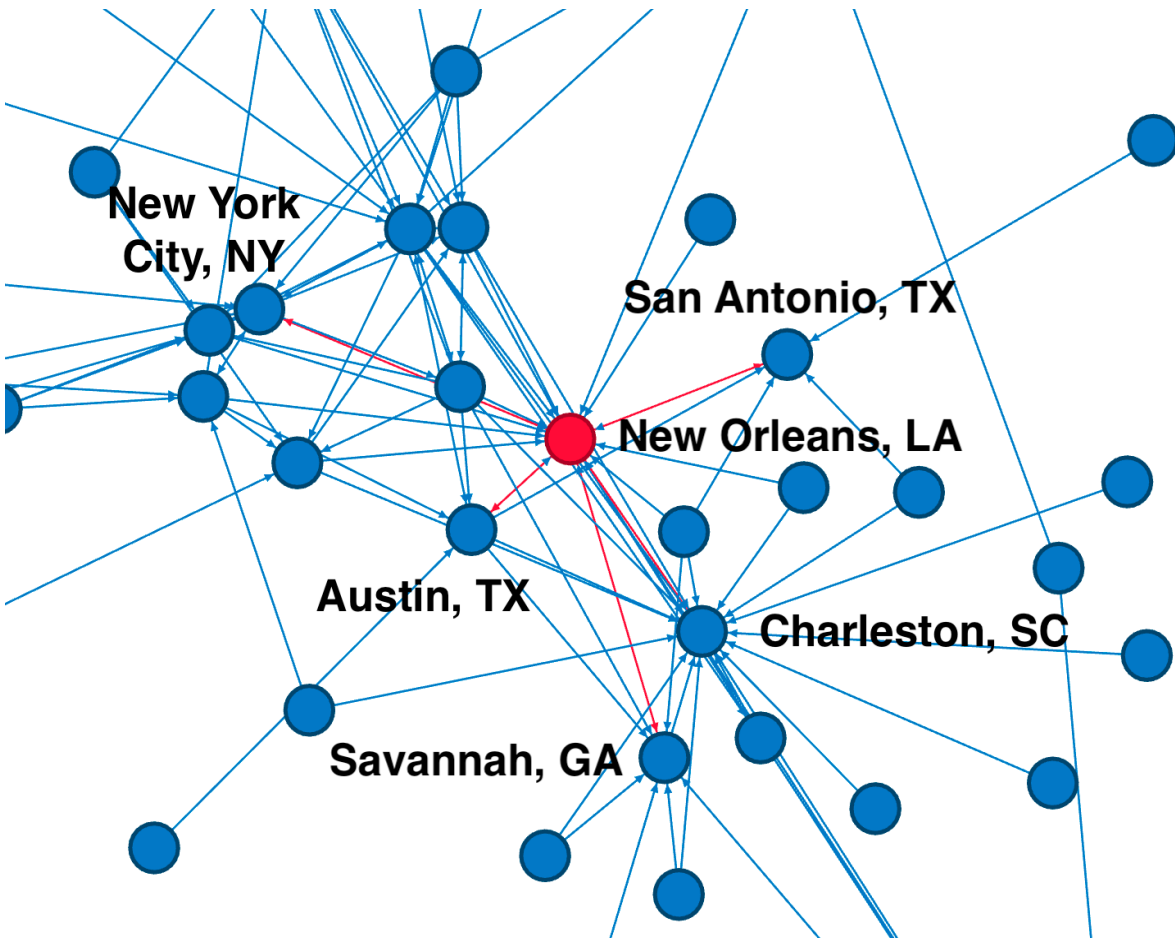 New York
City, NY
San Antonio, TX
New Orleans, LA
Austin, TX
Charleston, SC
Savannah, GA